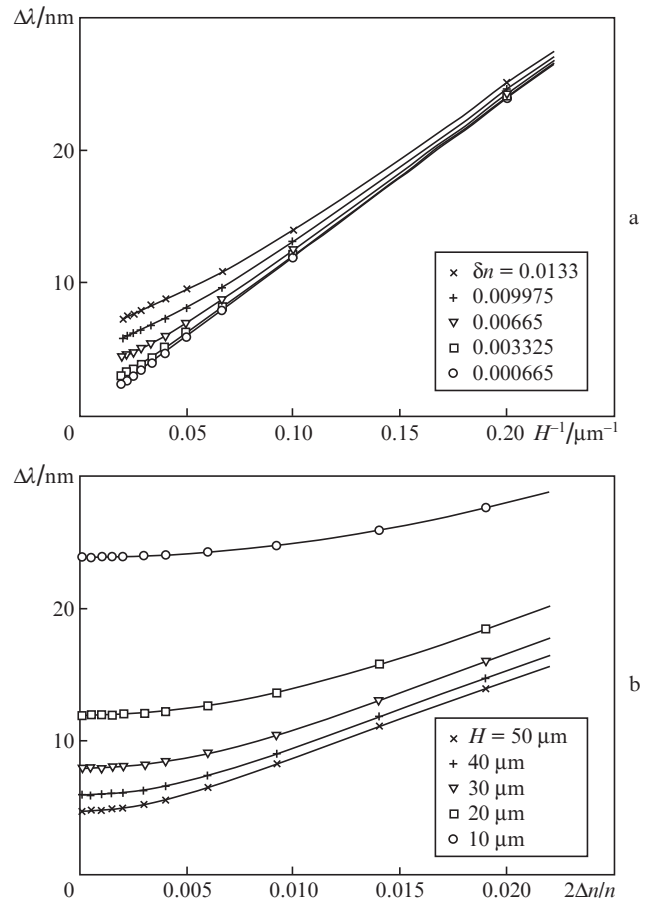 Δλ/nm
20
10
0
0.05
0.10
0.15
0.20
H⁻¹/μm⁻¹
a
× δn = 0.0133
+ 0.009975
▽ 0.00665
□ 0.003325
○ 0.000665
Δλ/nm
20
10
0
0.005
0.010
0.015
0.020
2Δn/n
b
× H = 50 μm
+ 40 μm
▽ 30 μm
□ 20 μm
○ 10 μm